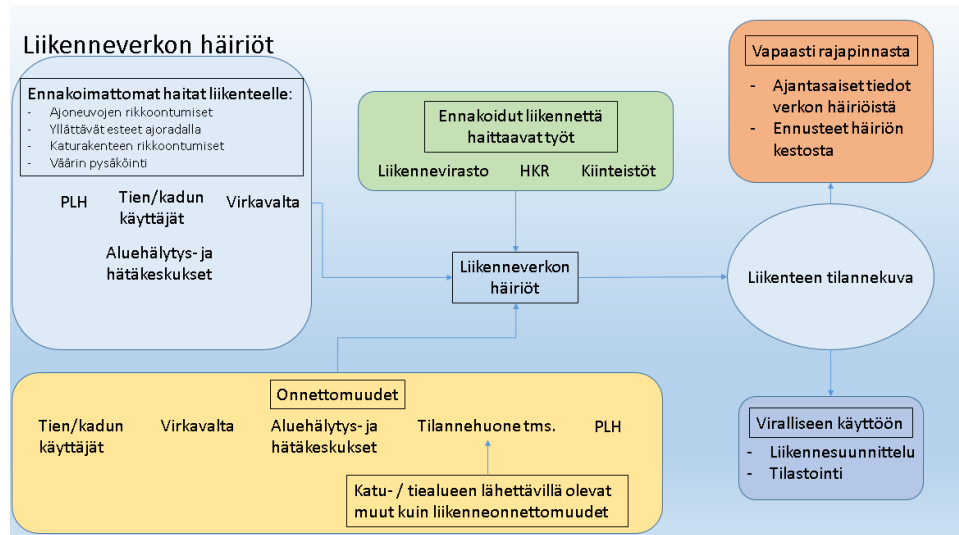 Liikenneverkon häiriöt
Ennakoimattomat haitat liikenteelle:
- Ajoneuvojen rikkoontumiset
- Yllättävät esteet ajoradalla
- Katurakenteen rikkoontumiset
- Väärin pysäköinti
PLH
Tien/kadun
käyttäjät
Virkavalta
Aluehälytys- ja
hätäkeskukset
Ennakoidut liikennettä
haittaavat työt
Liikennevirasto
HKR
Kiinteistöt
Vapaasti rajapinnasta
- Ajantasaiset tiedot
verkon häiriöistä
- Ennusteet häiriön
kestosta
Liikenneverkon
häiriöt
Liikenteen tilannekuva
Onnettomuudet
Tien/kadun
käyttäjät
Virkavalta
Aluehälytys- ja
hätäkeskukset
Tilannehuone tms.
PLH
Katu- / tiealueen lähettävillä olevat
muut kuin liikenneonnettomuudet
Viralliseen käyttöön
- Liikennesuunnittelu
- Tilastointi